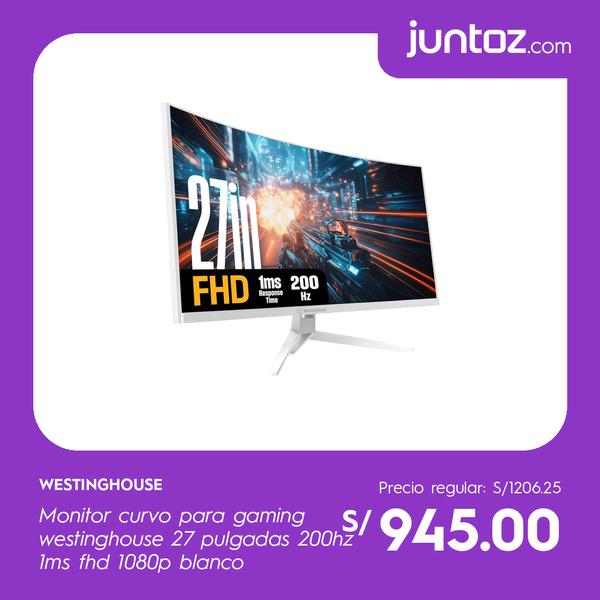 juntoz.com
27in
FHD
1ms
Response
Time
200
Hz
WESTINGHOUSE
Monitor curvo para gaming
westinghouse 27 pulgadas 200hz
1ms fhd 1080p blanco
Precio regular: S/1206.25
S/ 945.00